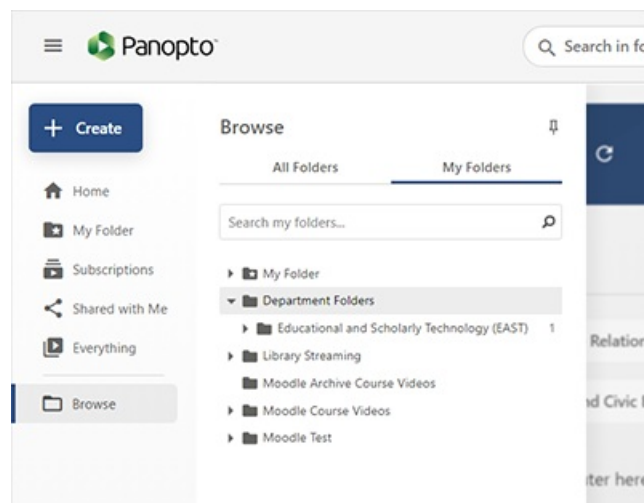 Panopto
Search in fo
Create
Browse
All Folders
My Folders
Home
Search my folders...
My Folder
Subscriptions
My Folder
Department Folders
Shared with Me
Educational and Scholarly Technology (EAST) 1
Everything
Library Streaming
Relation
Moodle Archive Course Videos
Browse
Moodle Course Videos
nd Civic
Moodle Test
ter here